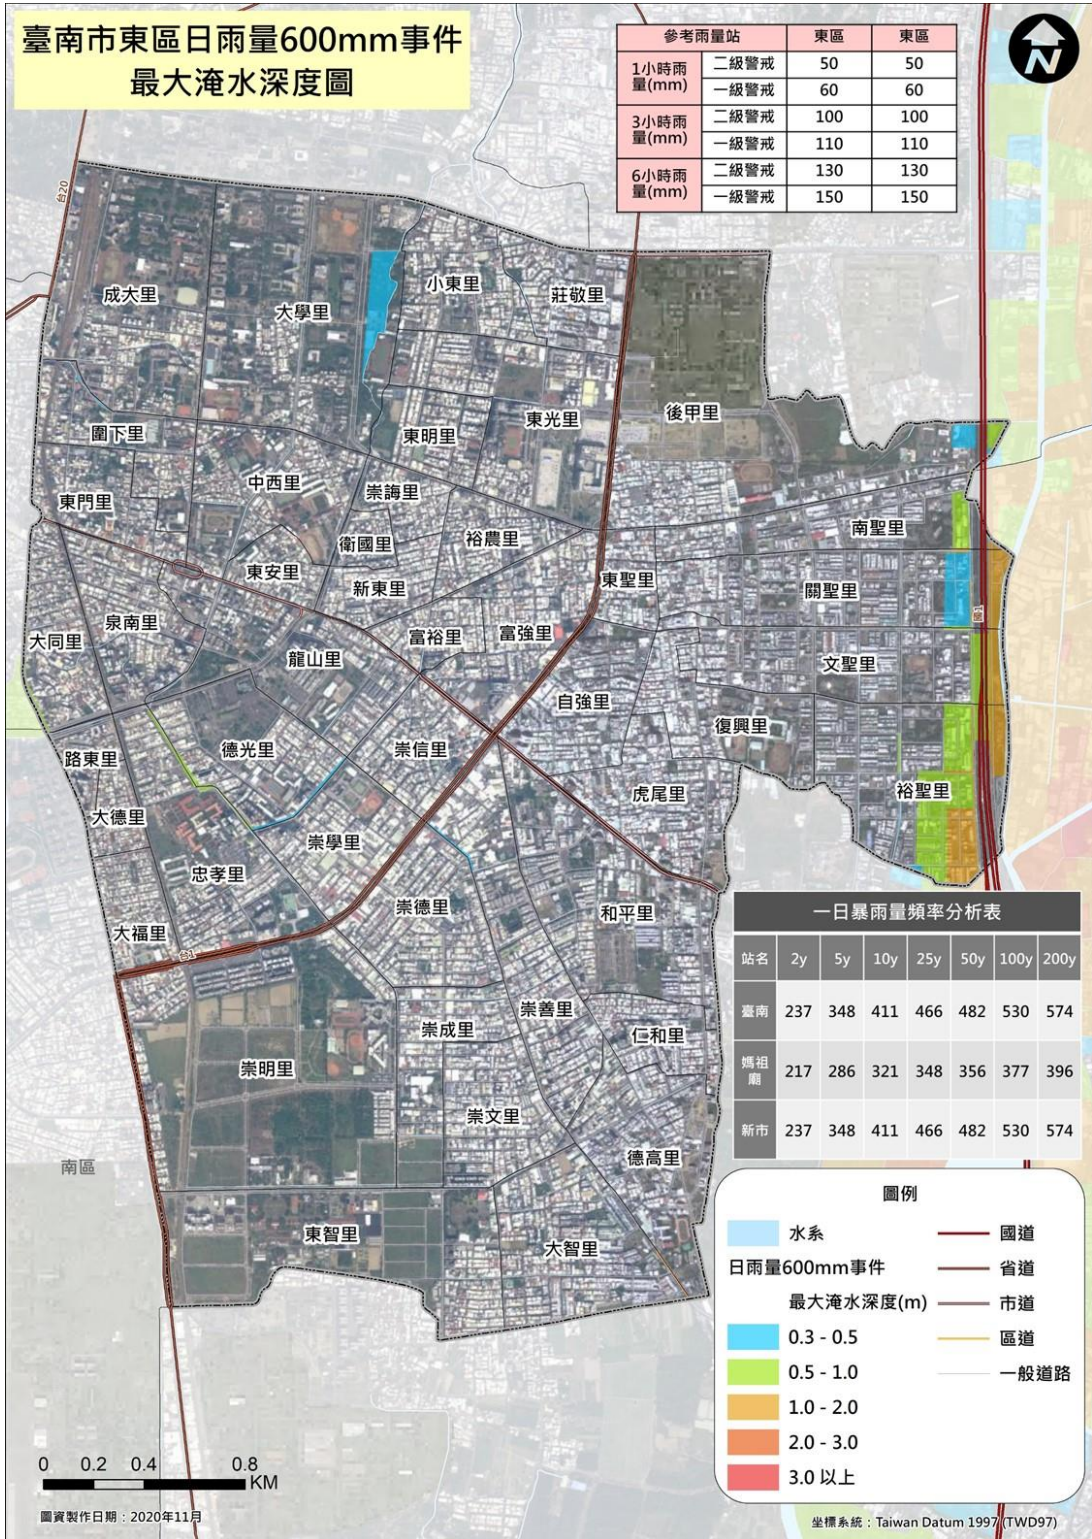 臺南市東區日雨量600mm事件
最大淹水深度圖
參考雨量站 東區 東區
1小時雨量(mm) 二級警戒 50 50
一級警戒 60 60
3小時雨量(mm) 二級警戒 100 100
一級警戒 110 110
6小時雨量(mm) 二級警戒 130 130
一級警戒 150 150
N
台20
成大里
大學里
小東里
莊敬里
後甲里
圍下里
東明里
東光里
東門里
中西里
崇誨里
裕農里
南聖里
衛國里
東安里
新東里
東聖里
關聖里
大同里
泉南里
龍山里
富裕里
富強里
文聖里
自強里
復興里
路東里
德光里
崇信里
虎尾里
裕聖里
大德里
崇學里
忠孝里
崇德里
和平里
大福里
台1
崇善里
崇成里
仁和里
崇明里
崇文里
德高里
南區
東智里
大智里
一日暴雨量頻率分析表
站名 2y 5y 10y 25y 50y 100y 200y
臺南 237 348 411 466 482 530 574
媽祖廟 217 286 321 348 356 377 396
新市 237 348 411 466 482 530 574
圖例
水系
日雨量600mm事件
最大淹水深度(m)
0.3 - 0.5
0.5 - 1.0
1.0 - 2.0
2.0 - 3.0
3.0 以上
國道
省道
市道
區道
一般道路
0 0.2 0.4 0.8
KM
圖資製作日期：2020年11月
坐標系統：Taiwan Datum 1997 (TWD97)